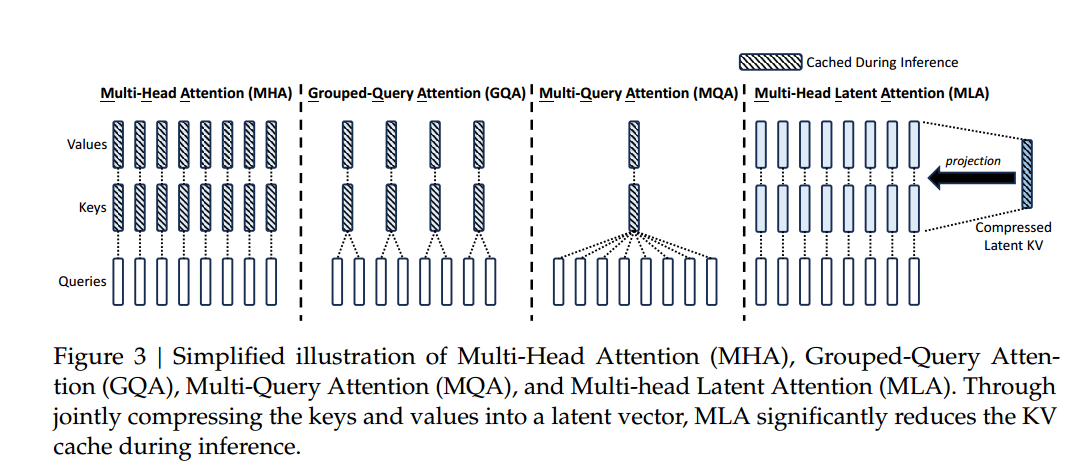 Cached During Inference
Multi-Head Attention (MHA)
Grouped-Query Attention (GQA)
Multi-Query Attention (MQA)
Multi-Head Latent Attention (MLA)
Values
Keys
Queries
projection
Compressed
Latent KV
Figure 3 | Simplified illustration of Multi-Head Attention (MHA), Grouped-Query Atten-
tion (GQA), Multi-Query Attention (MQA), and Multi-head Latent Attention (MLA). Through
jointly compressing the keys and values into a latent vector, MLA significantly reduces the KV
cache during inference.